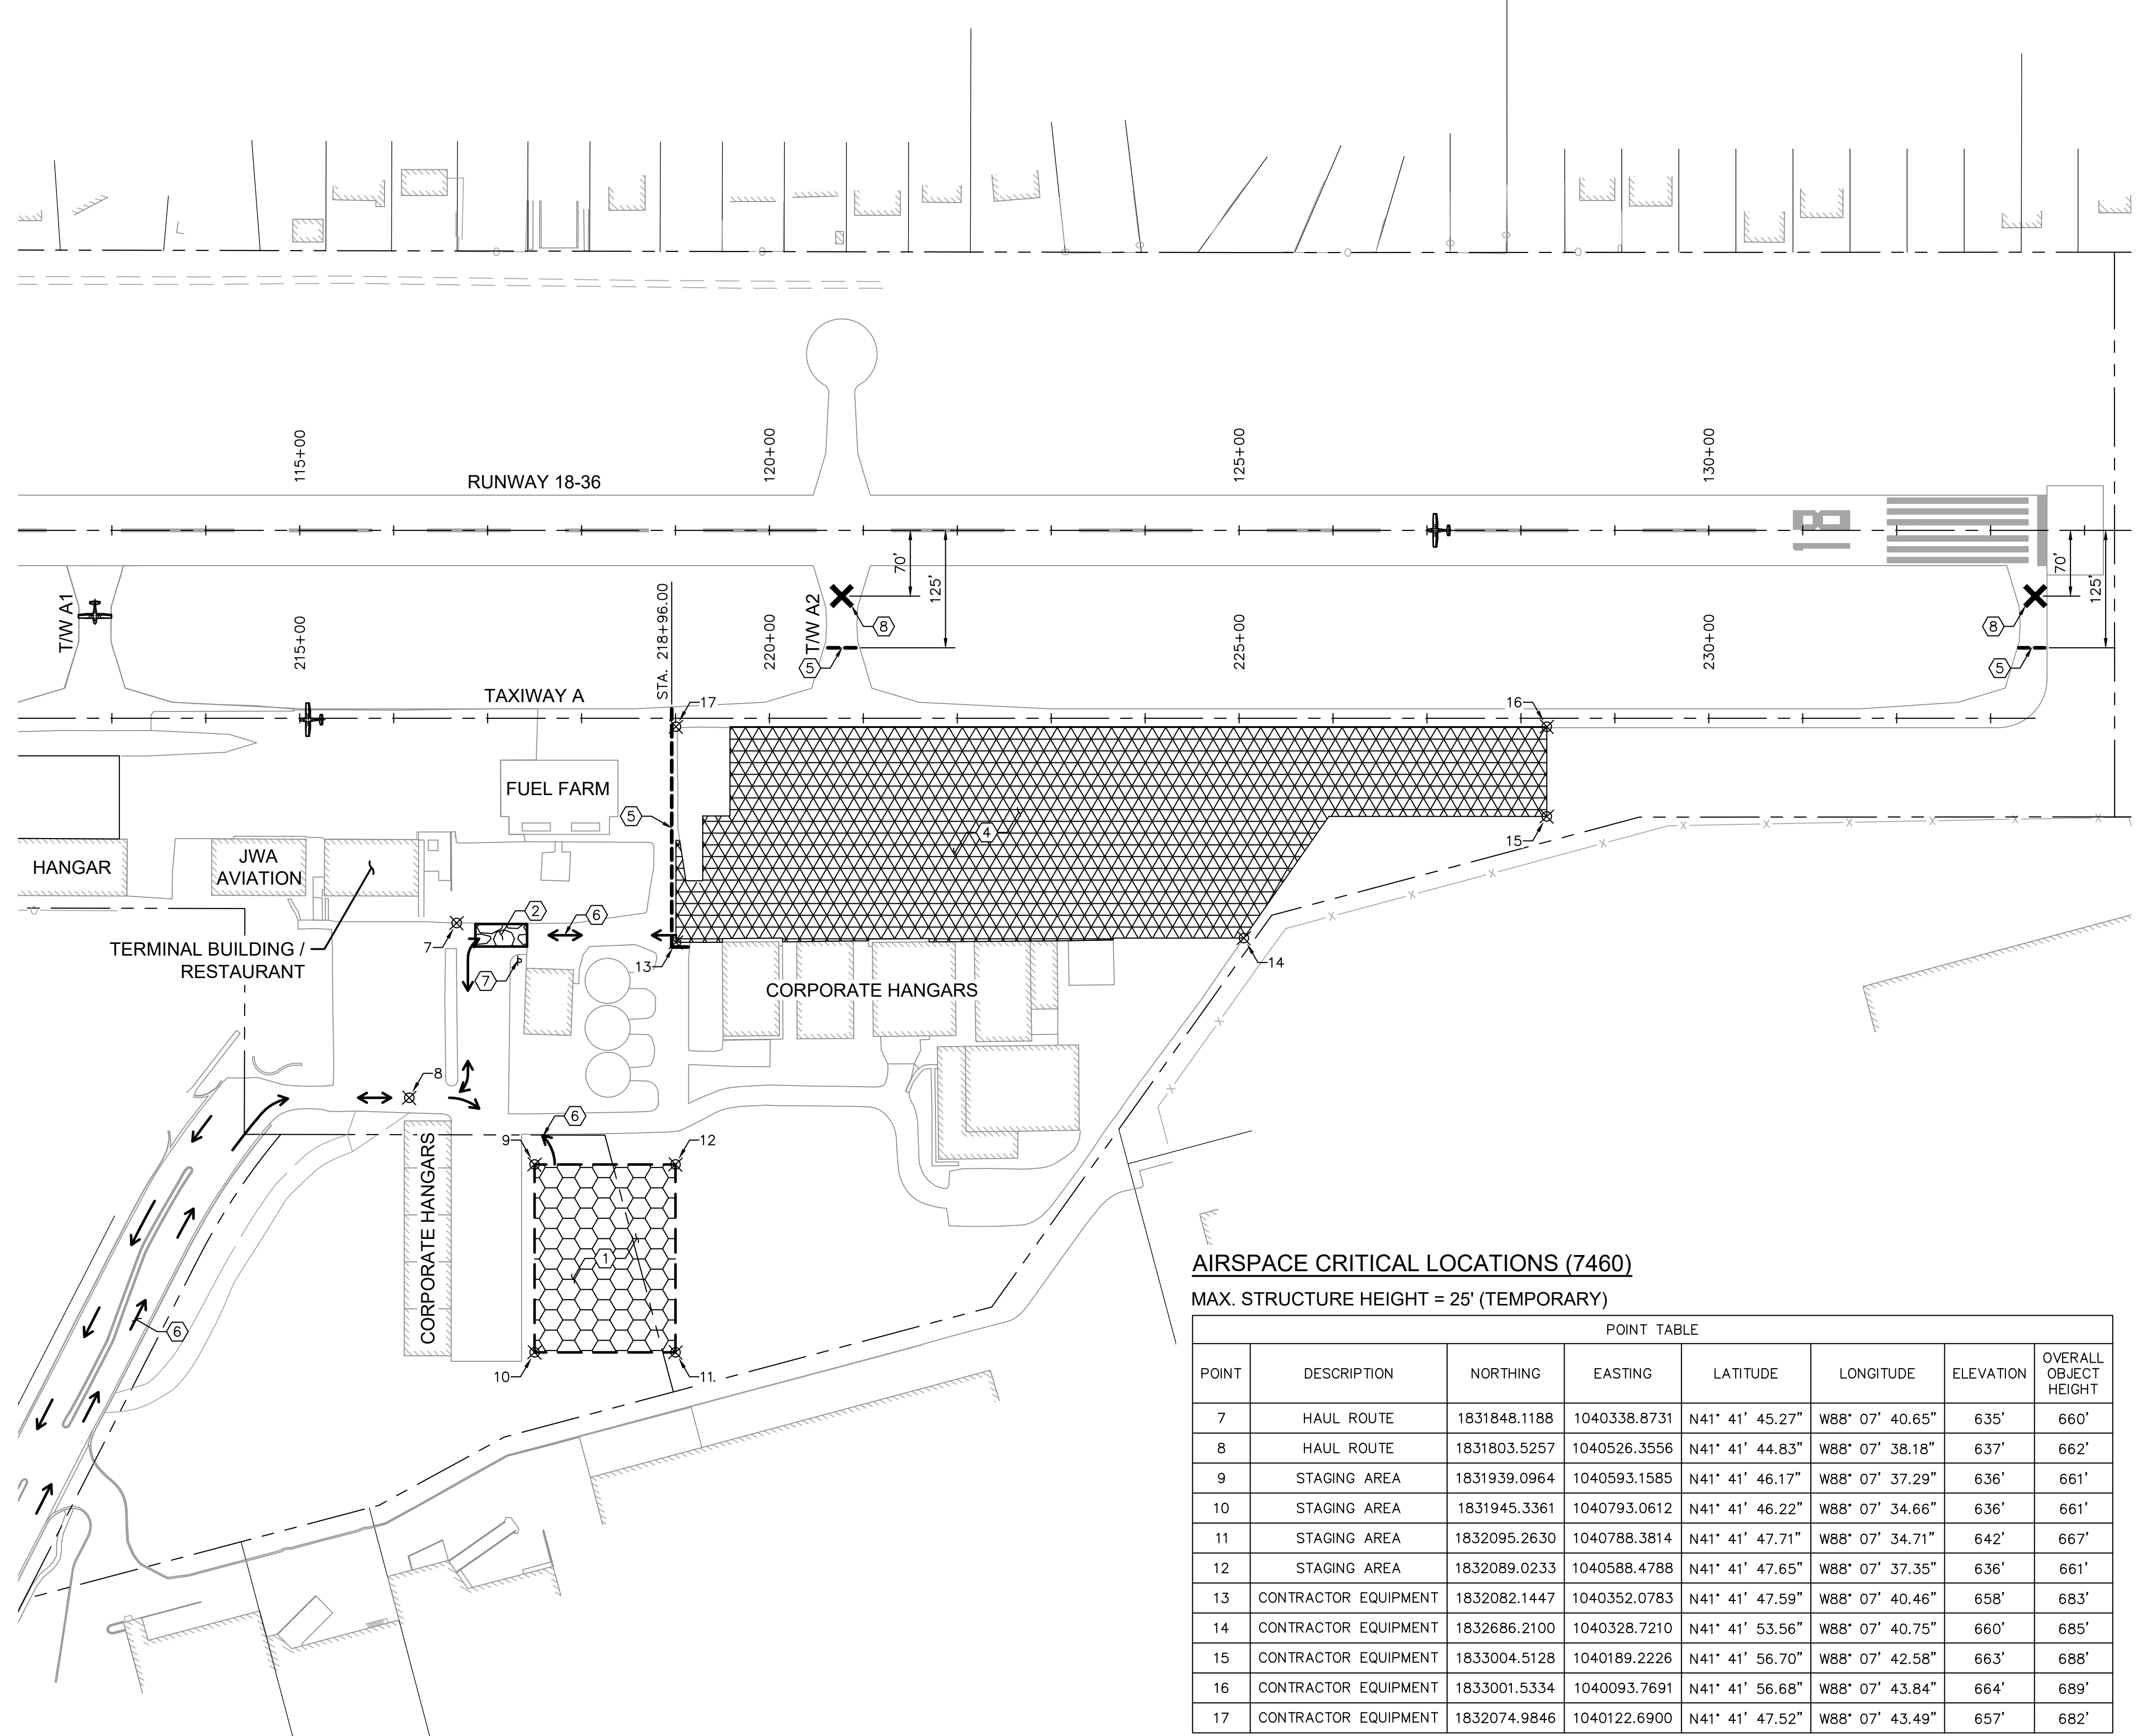 115+00
120+00
125+00
130+00
RUNWAY 18-36
18
70'
125'
70'
125'
T/W A1
215+00
STA. 218+96.00
220+00
T/W A2
225+00
230+00
8
8
5
5
TAXIWAY A
17
16
FUEL FARM
5
4
15
HANGAR
JWA
AVIATION
2
6
7
TERMINAL BUILDING /
RESTAURANT
13
14
7
CORPORATE HANGARS
8
6
9
12
CORPORATE HANGARS
1
6
10
11
AIRSPACE CRITICAL LOCATIONS (7460)
MAX. STRUCTURE HEIGHT = 25' (TEMPORARY)
POINT TABLE
POINT DESCRIPTION NORTHING EASTING LATITUDE LONGITUDE ELEVATION OVERALL OBJECT HEIGHT
7 HAUL ROUTE 1831848.1188 1040338.8731 N41° 41' 45.27" W88° 07' 40.65" 635' 660'
8 HAUL ROUTE 1831803.5257 1040526.3556 N41° 41' 44.83" W88° 07' 38.18" 637' 662'
9 STAGING AREA 1831939.0964 1040593.1585 N41° 41' 46.17" W88° 07' 37.29" 636' 661'
10 STAGING AREA 1831945.3361 1040793.0612 N41° 41' 46.22" W88° 07' 34.66" 636' 661'
11 STAGING AREA 1832095.2630 1040788.3814 N41° 41' 47.71" W88° 07' 34.71" 642' 667'
12 STAGING AREA 1832089.0233 1040588.4788 N41° 41' 47.65" W88° 07' 37.35" 636' 661'
13 CONTRACTOR EQUIPMENT 1832082.1447 1040352.0783 N41° 41' 47.59" W88° 07' 40.46" 658' 683'
14 CONTRACTOR EQUIPMENT 1832686.2100 1040328.7210 N41° 41' 53.56" W88° 07' 40.75" 660' 685'
15 CONTRACTOR EQUIPMENT 1833004.5128 1040189.2226 N41° 41' 56.70" W88° 07' 42.58" 663' 688'
16 CONTRACTOR EQUIPMENT 1833001.5334 1040093.7691 N41° 41' 56.68" W88° 07' 43.84" 664' 689'
17 CONTRACTOR EQUIPMENT 1832074.9846 1040122.6900 N41° 41' 47.52" W88° 07' 43.49" 657' 682'